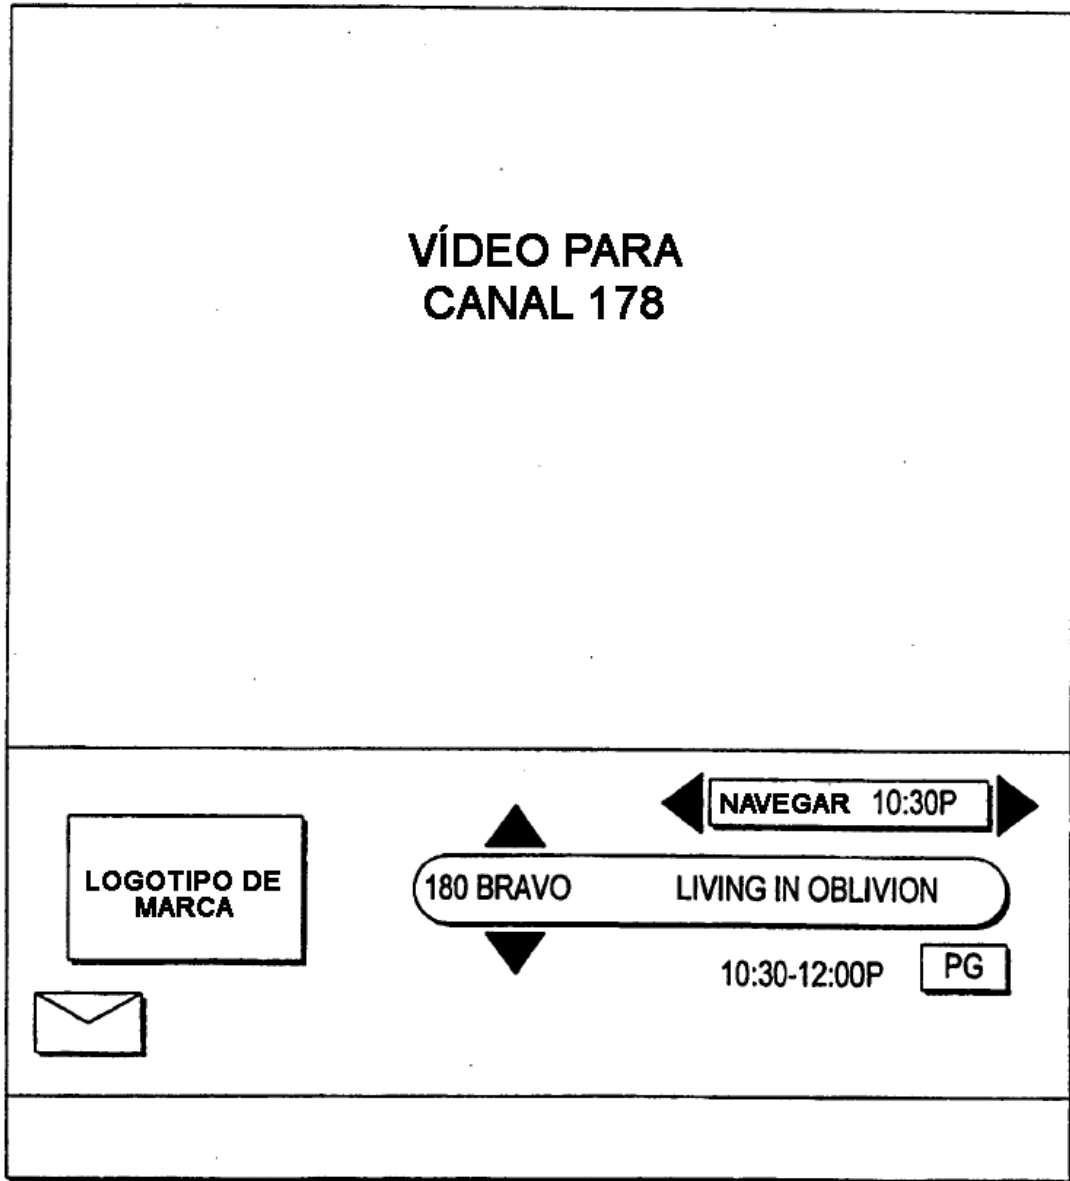 VÍDEO PARA
CANAL 178
NAVEGAR 10:30P
LOGOTIPO DE
MARCA
180 BRAVO LIVING IN OBLIVION
10:30-12:00P PG